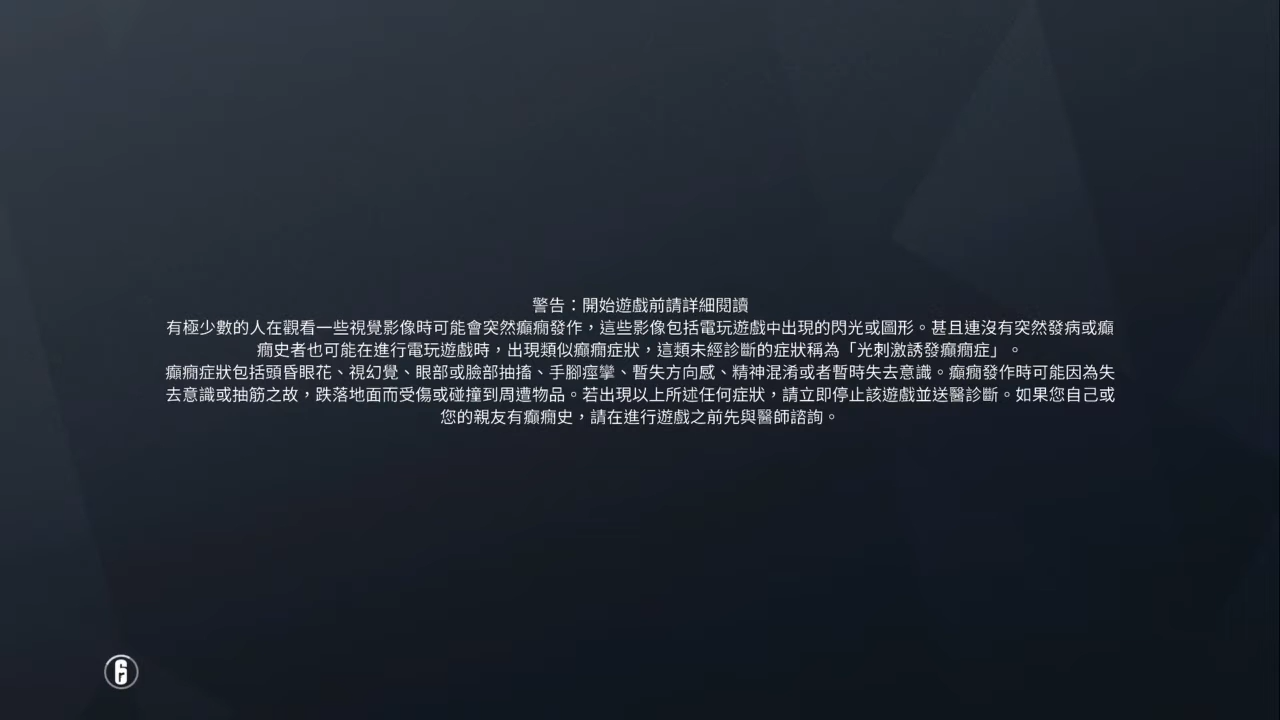 警告：開始遊戲前請詳細閱讀
有極少數的人在觀看一些視覺影像時可能會突然癲癇發作，這些影像包括電玩遊戲中出現的閃光或圖形。甚且連沒有突然發病或癲
癇史者也可能在進行電玩遊戲時，出現類似癲癇症狀，這類未經診斷的症狀稱為「光刺激誘發癲癇症」。
癲癇症狀包括頭昏眼花、視幻覺、眼部或臉部抽搐、手腳痙攣、暫失方向感、精神混淆或者暫時失去意識。癲癇發作時可能因為失
去意識或抽筋之故，跌落地面而受傷或碰撞到周遭物品。若出現以上所述任何症狀，請立即停止該遊戲並送醫診斷。如果您自己或
您的親友有癲癇史，請在進行遊戲之前先與醫師諮詢。
6